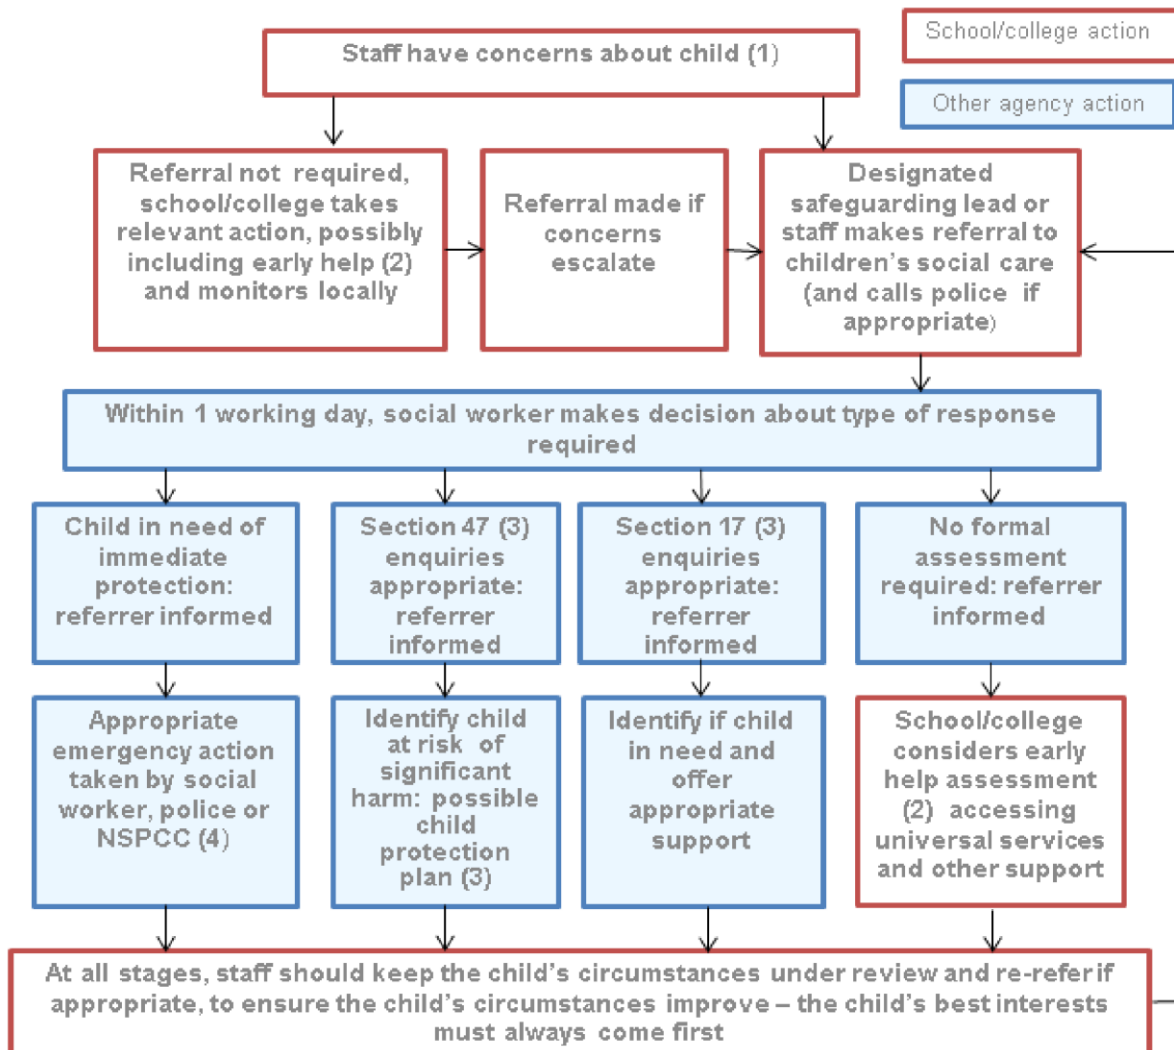 School/college action
Staff have concerns about child (1)
Other agency action
Referral not required,
school/college takes
relevant action, possibly
including early help (2)
and monitors locally
Referral made if
concerns
escalate
Designated
safeguarding lead or
staff makes referral to
children's social care
(and calls police if
appropriate)
Within 1 working day, social worker makes decision about type of response
required
Child in need of
immediate
protection:
referrer informed
Section 47 (3)
enquiries
appropriate:
referrer
informed
Section 17 (3)
enquiries
appropriate:
referrer
informed
No formal
assessment
required: referrer
informed
Appropriate
emergency action
taken by social
worker, police or
NSPCC (4)
Identify child
at risk of
significant
harm: possible
child
protection
plan (3)
Identify if child
in need and
offer
appropriate
support
School/college
considers early
help assessment
(2) accessing
universal services
and other support
At all stages, staff should keep the child's circumstances under review and re-refer if
appropriate, to ensure the child's circumstances improve – the child's best interests
must always come first